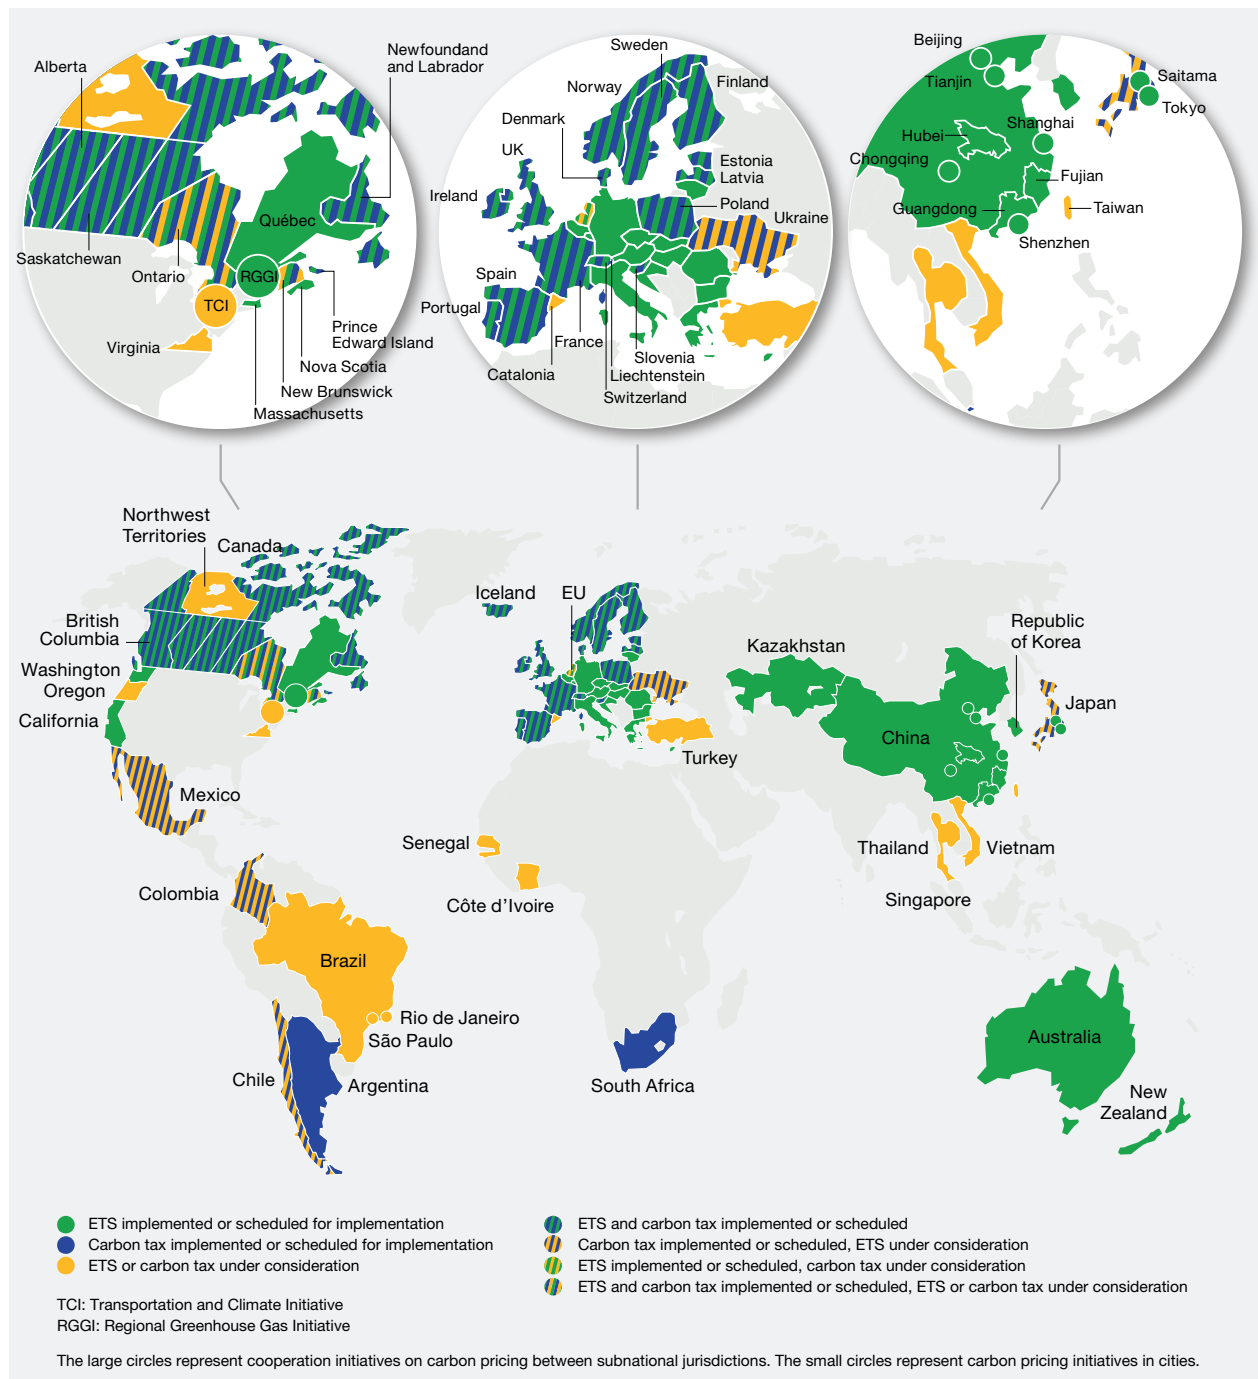 Alberta
Newfoundland
and Labrador
Québec
Saskatchewan
Ontario
RGGI
TCI
Virginia
Prince
Edward Island
Nova Scotia
New Brunswick
Massachusetts
Sweden
Norway
Finland
Denmark
UK
Estonia
Latvia
Ireland
Poland
Ukraine
Spain
Portugal
France
Slovenia
Catalonia
Liechtenstein
Switzerland
Beijing
Tianjin
Saitama
Tokyo
Hubei
Shanghai
Chongqing
Fujian
Guangdong
Taiwan
Shenzhen
Northwest
Territories
Canada
British
Columbia
Washington
Oregon
California
Mexico
Iceland
EU
Kazakhstan
Republic
of Korea
Japan
China
Turkey
Senegal
Côte d’Ivoire
Thailand
Vietnam
Singapore
Colombia
Brazil
Rio de Janeiro
São Paulo
Chile
Argentina
South Africa
Australia
New
Zealand
ETS implemented or scheduled for implementation
Carbon tax implemented or scheduled for implementation
ETS or carbon tax under consideration
ETS and carbon tax implemented or scheduled
Carbon tax implemented or scheduled, ETS under consideration
ETS implemented or scheduled, carbon tax under consideration
ETS and carbon tax implemented or scheduled, ETS or carbon tax under consideration
TCI: Transportation and Climate Initiative
RGGI: Regional Greenhouse Gas Initiative
The large circles represent cooperation initiatives on carbon pricing between subnational jurisdictions. The small circles represent carbon pricing initiatives in cities.